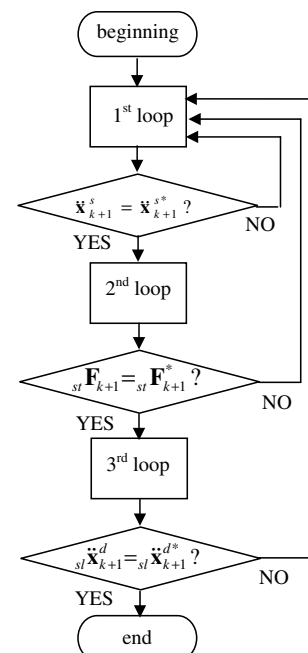 beginning
1st loop
ẍ^s_{k+1} = ẍ^{s*}_{k+1} ?
NO
YES
2nd loop
_{st}F_{k+1} = _{st}F^*_{k+1} ?
NO
YES
3rd loop
_{sl}ẍ^d_{k+1} = _{sl}ẍ^{d*}_{k+1} ?
NO
YES
end